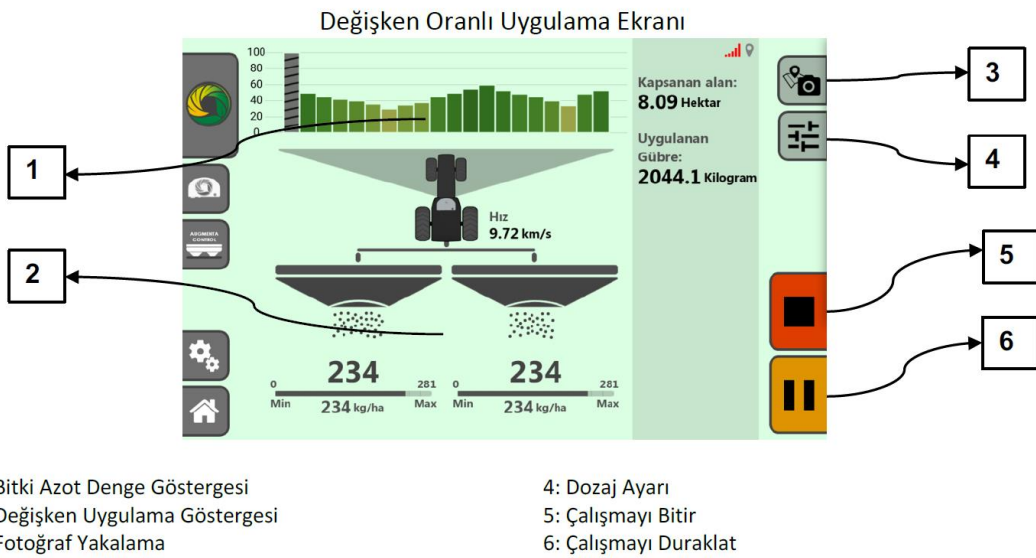 Değişken Oranlı Uygulama Ekranı
100
80
60
40
20
0
Kapsanan alan:
8.09 Hektar
Uygulanan
Gübre:
2044.1 Kilogram
Hız
9.72 km/s
ARGMENTA
CONTROL
234
0
281
Min
234 kg/ha
Max
234
0
281
Min
234 kg/ha
Max
1
2
3
4
5
6
Bitki Azot Denge Göstergesi
Değişken Uygulama Göstergesi
Fotoğraf Yakalama
4: Dozaj Ayarı
5: Çalışmayı Bitir
6: Çalışmayı Duraklat